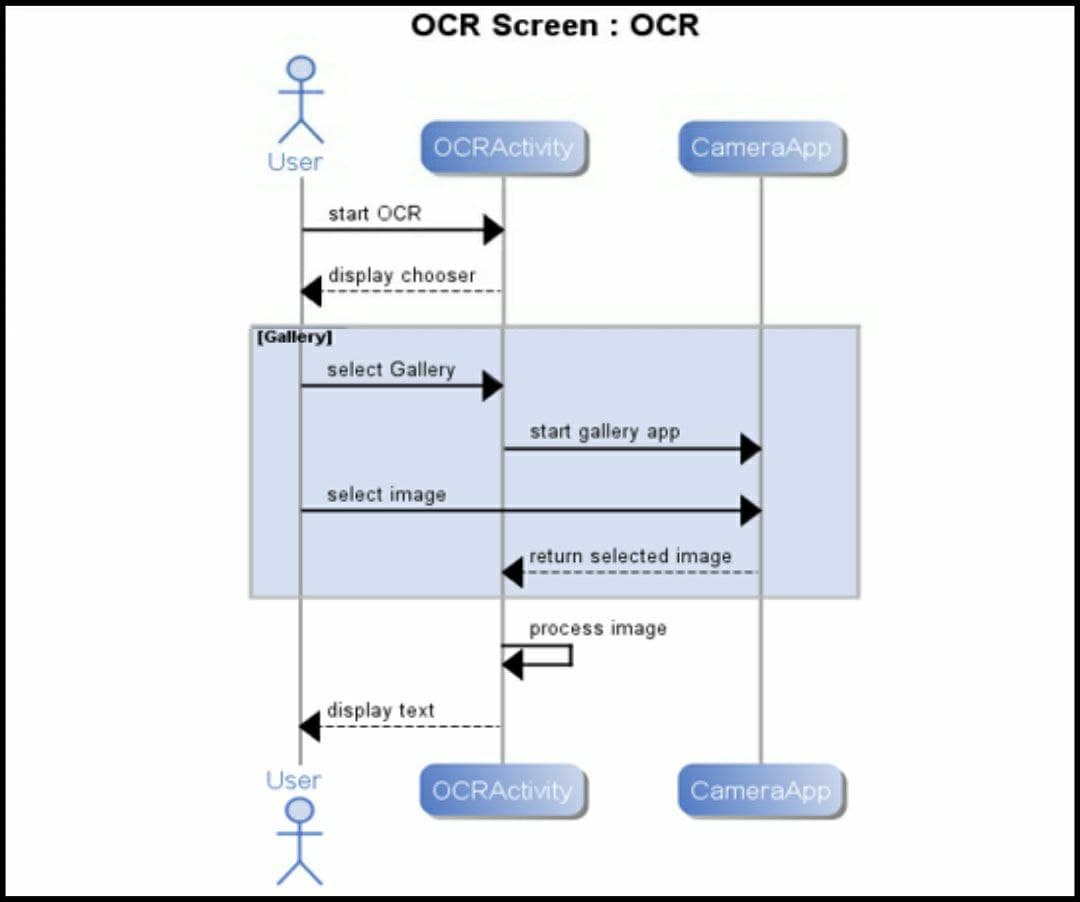 OCR Screen : OCR
User
OCRActivity
CameraApp
start OCR
display chooser
[Gallery]
select Gallery
start gallery app
select image
return selected image
process image
display text
User
OCRActivity
CameraApp